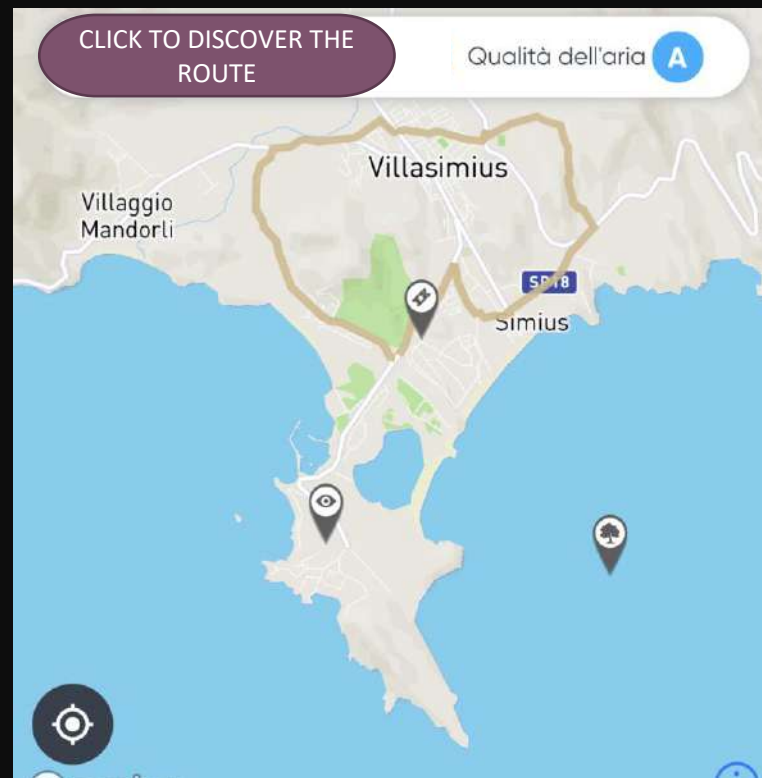 CLICK TO DISCOVER THE
ROUTE
Qualità dell'aria A
Villasimius
Villaggio
Mandorli
SP18
Simius